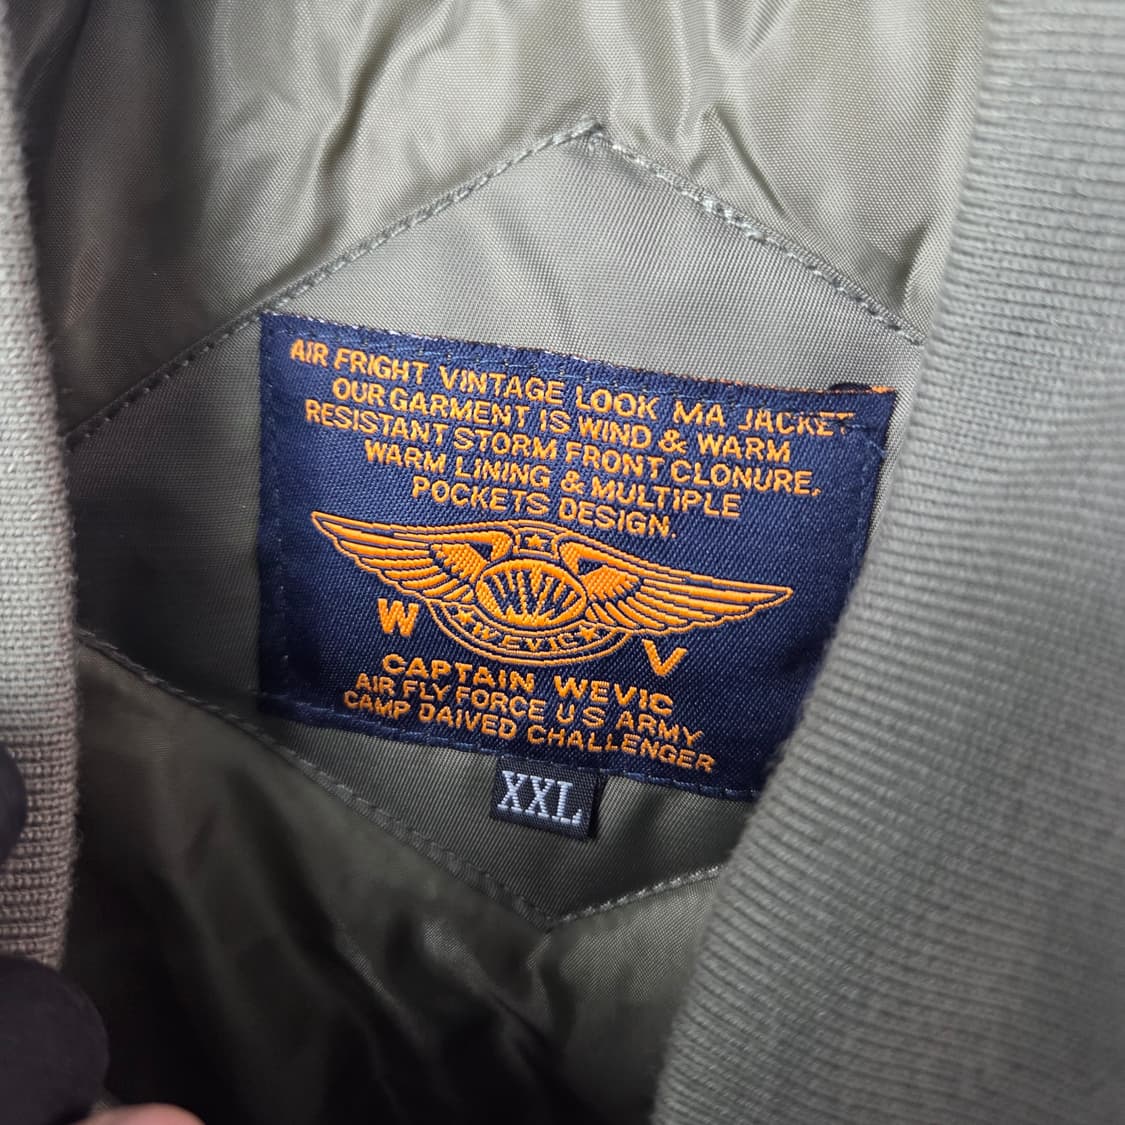 AIR FRIGHT VINTAGE LOOK MA JACKET
OUR GARMENT IS WIND & WARM
RESISTANT STORM FRONT CLONURE.
WARM LINING & MULTIPLE
POCKETS DESIGN.
WV
WEVIC
W V
CAPTAIN WEVIC
AIR FLY FORCE U S ARMY
CAMP DAIVED CHALLENGER
XXL